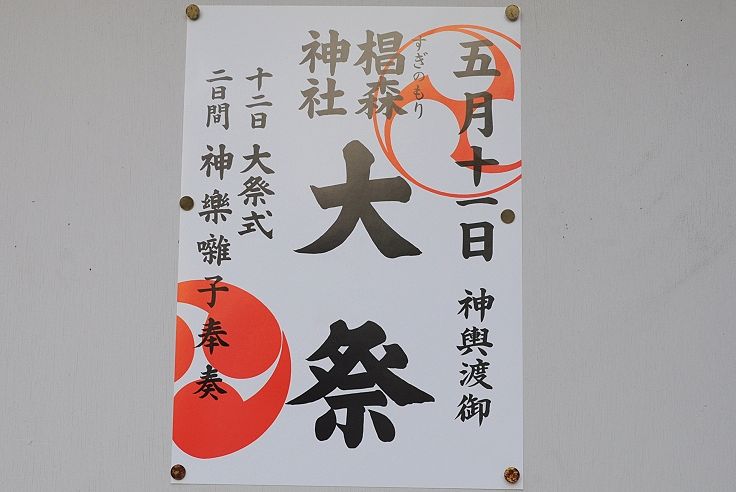 五月十一日 神輿渡御
すぎのもり
椙森
神社
大祭
十二日 大祭式
二日間 神樂囃子奉奏